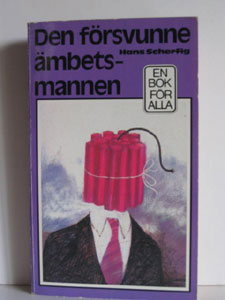 Den försvunne
Hans Scherfig
ämbets-
mannen
EN
BOK
FÖR
ALLA